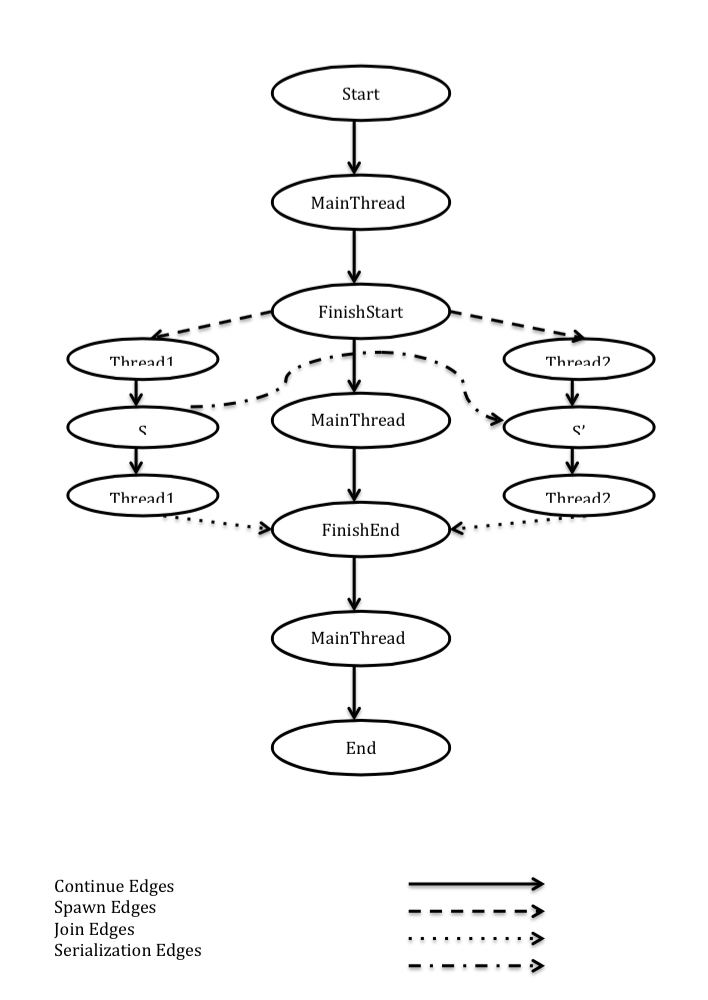 Start
MainThread
FinishStart
Thread1
Thread2
S
MainThread
S'
Thread1
Thread2
FinishEnd
MainThread
End
Continue Edges
Spawn Edges
Join Edges
Serialization Edges